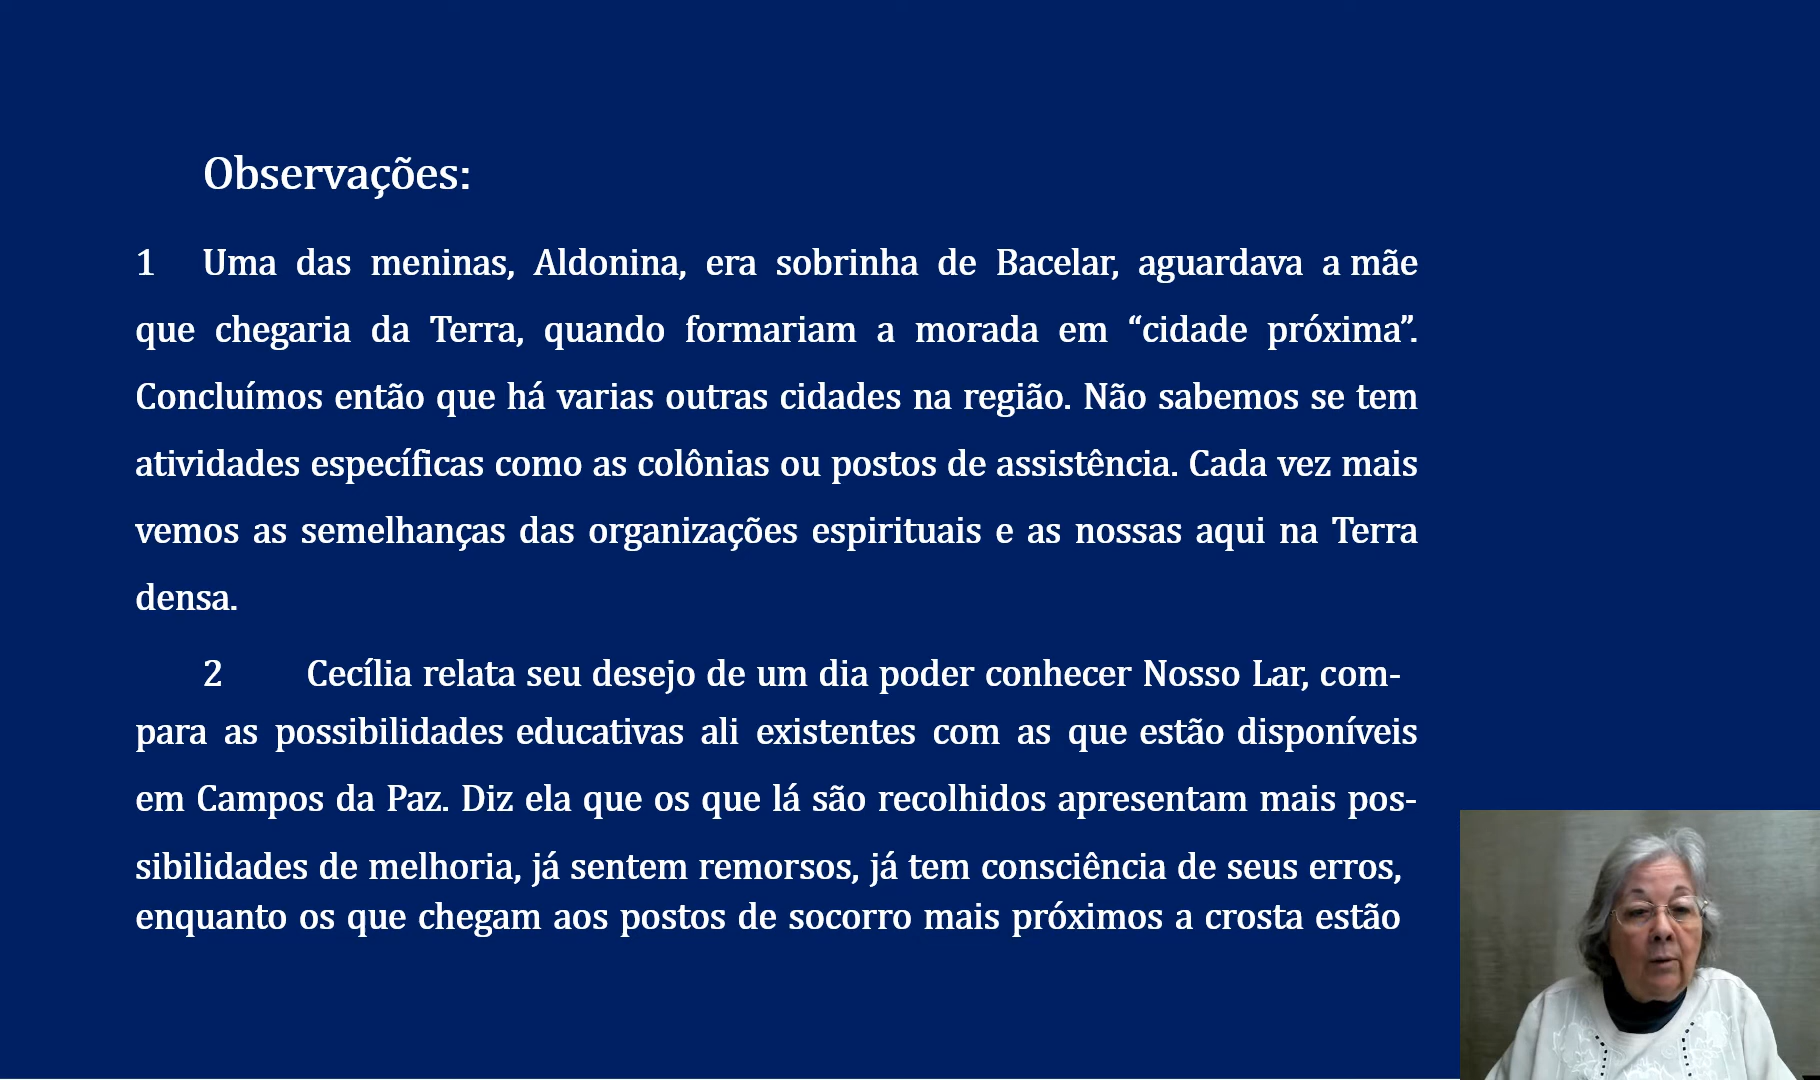 Observações:
1 Uma das meninas, Aldonina, era sobrinha de Bacelar, aguardava a mãe
que chegaria da Terra, quando formariam a morada em “cidade próxima”.
Concluímos então que há varias outras cidades na região. Não sabemos se tem
atividades específicas como as colônias ou postos de assistência. Cada vez mais
vemos as semelhanças das organizações espirituais e as nossas aqui na Terra
densa.
2 Cecília relata seu desejo de um dia poder conhecer Nosso Lar, com-
para as possibilidades educativas ali existentes com as que estão disponíveis
em Campos da Paz. Diz ela que os que lá são recolhidos apresentam mais pos-
sibilidades de melhoria, já sentem remorsos, já tem consciência de seus erros,
enquanto os que chegam aos postos de socorro mais próximos a crosta estão